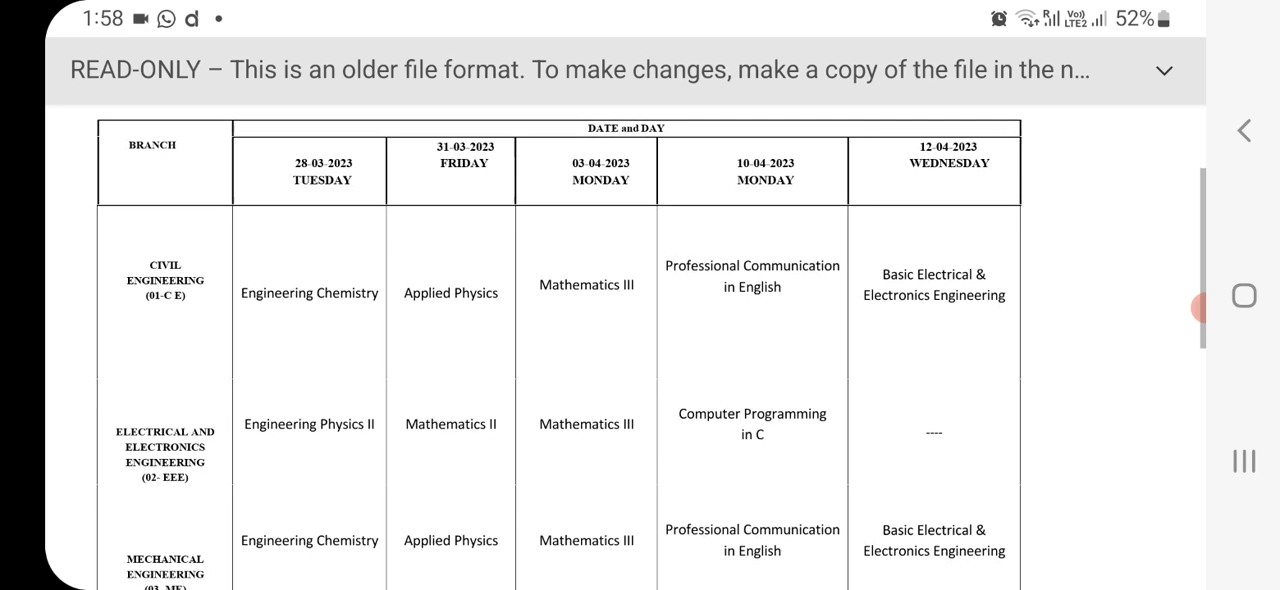 1:58
R
Vo))
LTE2
52%
READ-ONLY – This is an older file format. To make changes, make a copy of the file in the n...
BRANCH
DATE and DAY
28-03-2023
TUESDAY
31-03-2023
FRIDAY
03-04-2023
MONDAY
10-04-2023
MONDAY
12-04-2023
WEDNESDAY
CIVIL
ENGINEERING
(01-C E)
Engineering Chemistry
Applied Physics
Mathematics III
Professional Communication
in English
Basic Electrical &
Electronics Engineering
ELECTRICAL AND
ELECTRONICS
ENGINEERING
(02- EEE)
Engineering Physics II
Mathematics II
Mathematics III
Computer Programming
in C
----
MECHANICAL
ENGINEERING
(03- ME)
Engineering Chemistry
Applied Physics
Mathematics III
Professional Communication
in English
Basic Electrical &
Electronics Engineering